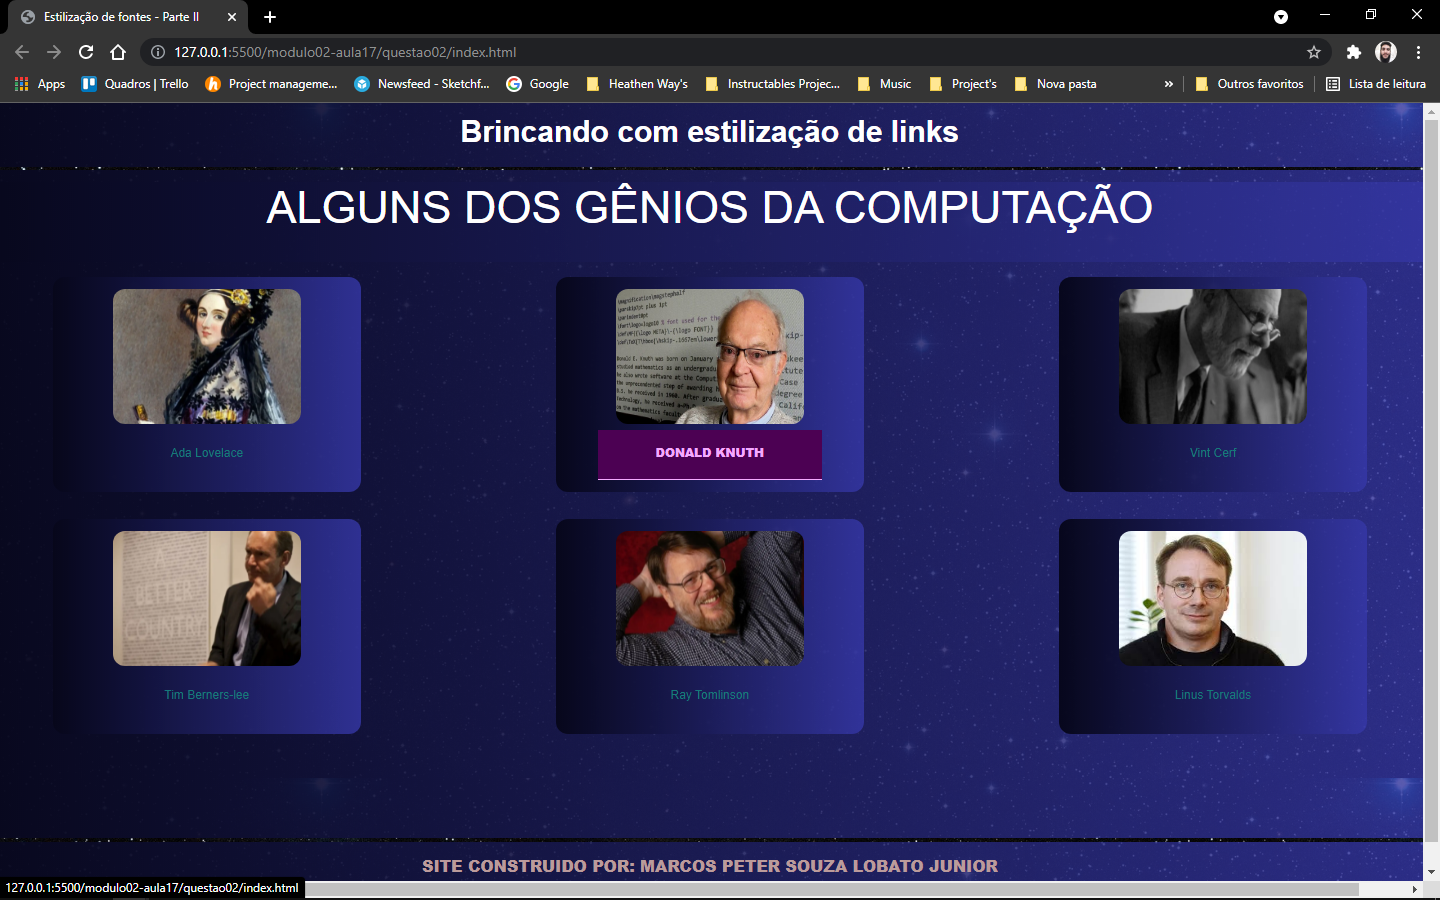 Estilização de fontes - Parte II
127.0.0.1:5500/modulo02-aula17/questao02/index.html
Apps Quadros | Trello Project manageme... Newsfeed - Sketchf... Google Heathen Way's Instructables Projec... Music Project's Nova pasta » Outros favoritos Lista de leitura
Brincando com estilização de links
ALGUNS DOS GÊNIOS DA COMPUTAÇÃO
Ada Lovelace
DONALD KNUTH
Vint Cerf
A
BETTER
COUNTRY
Tim Berners-lee
Ray Tomlinson
Linus Torvalds
SITE CONSTRUIDO POR: MARCOS PETER SOUZA LOBATO JUNIOR
127.0.0.1:5500/modulo02-aula17/questao02/index.html